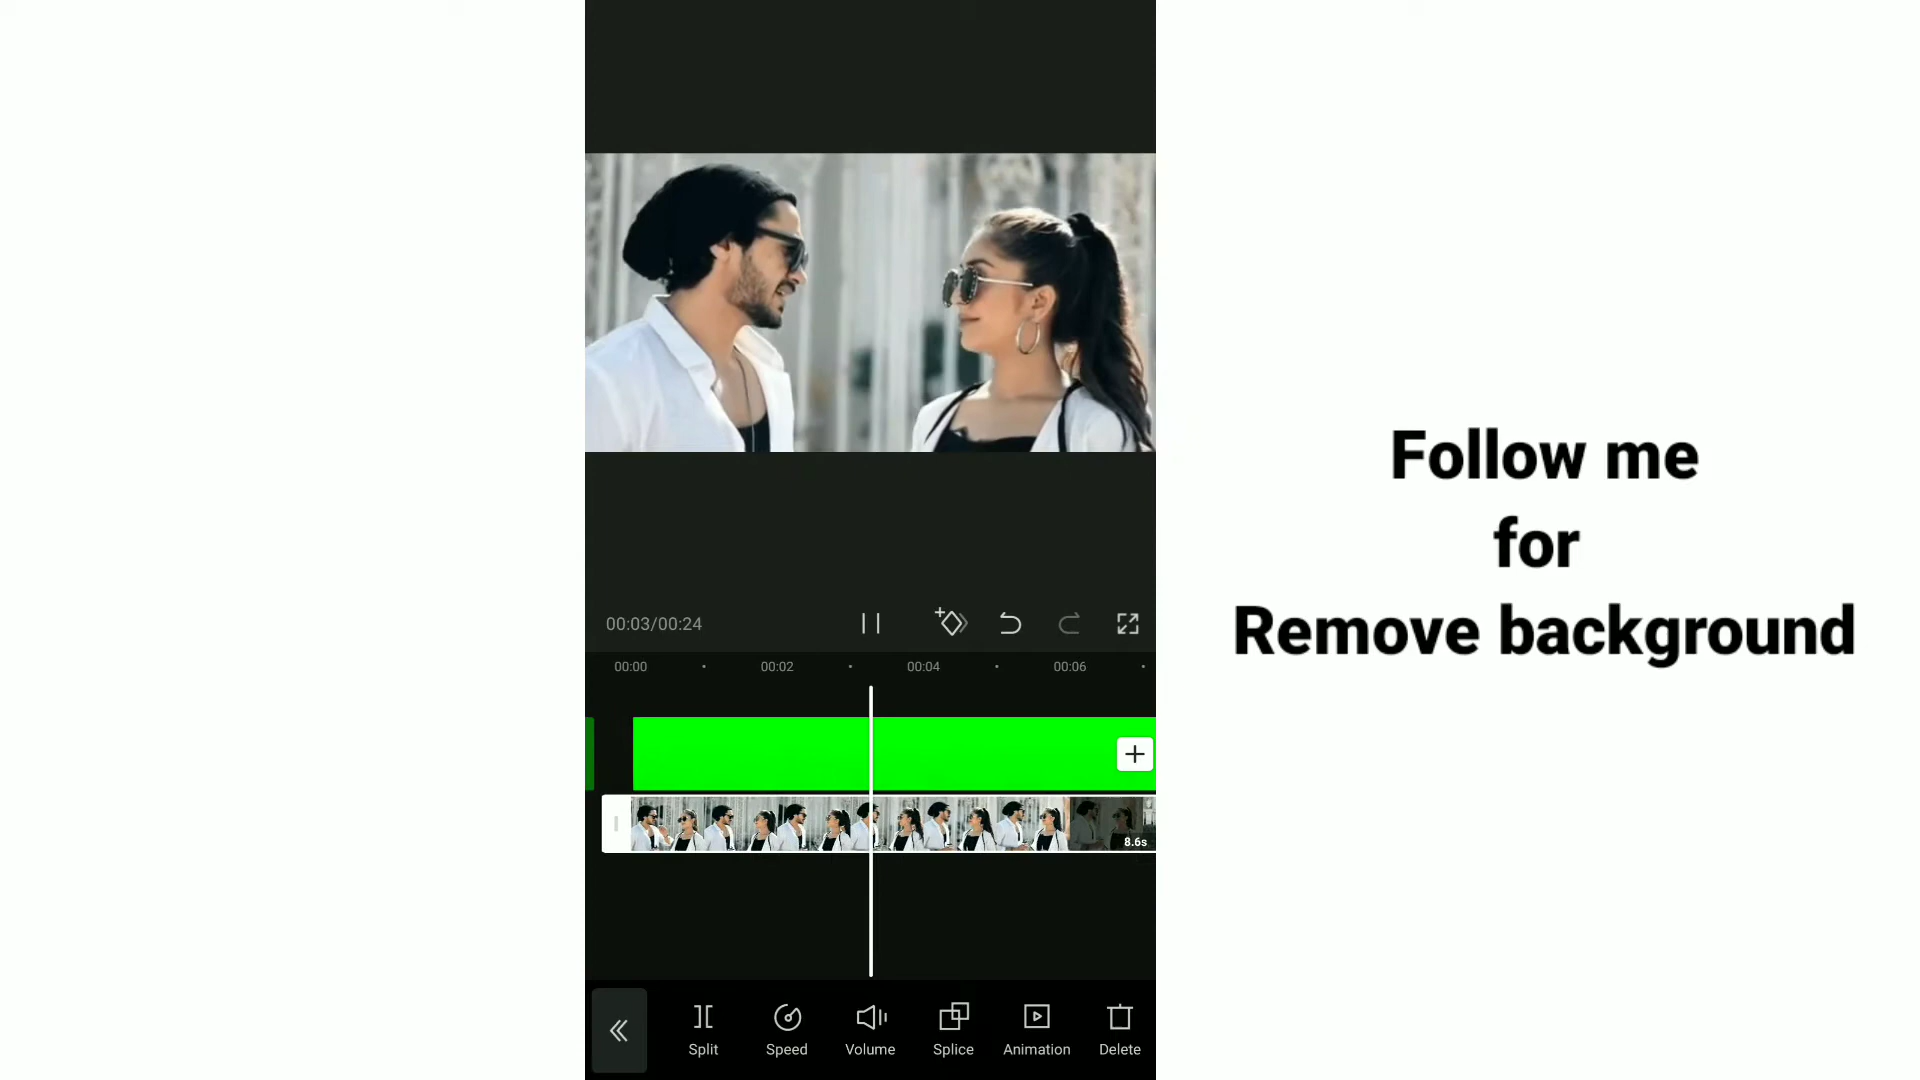 00:03/00:24
00:00 00:02 00:04 00:06
8.6s
Split Speed Volume Splice Animation Delete
Follow me
for
Remove background